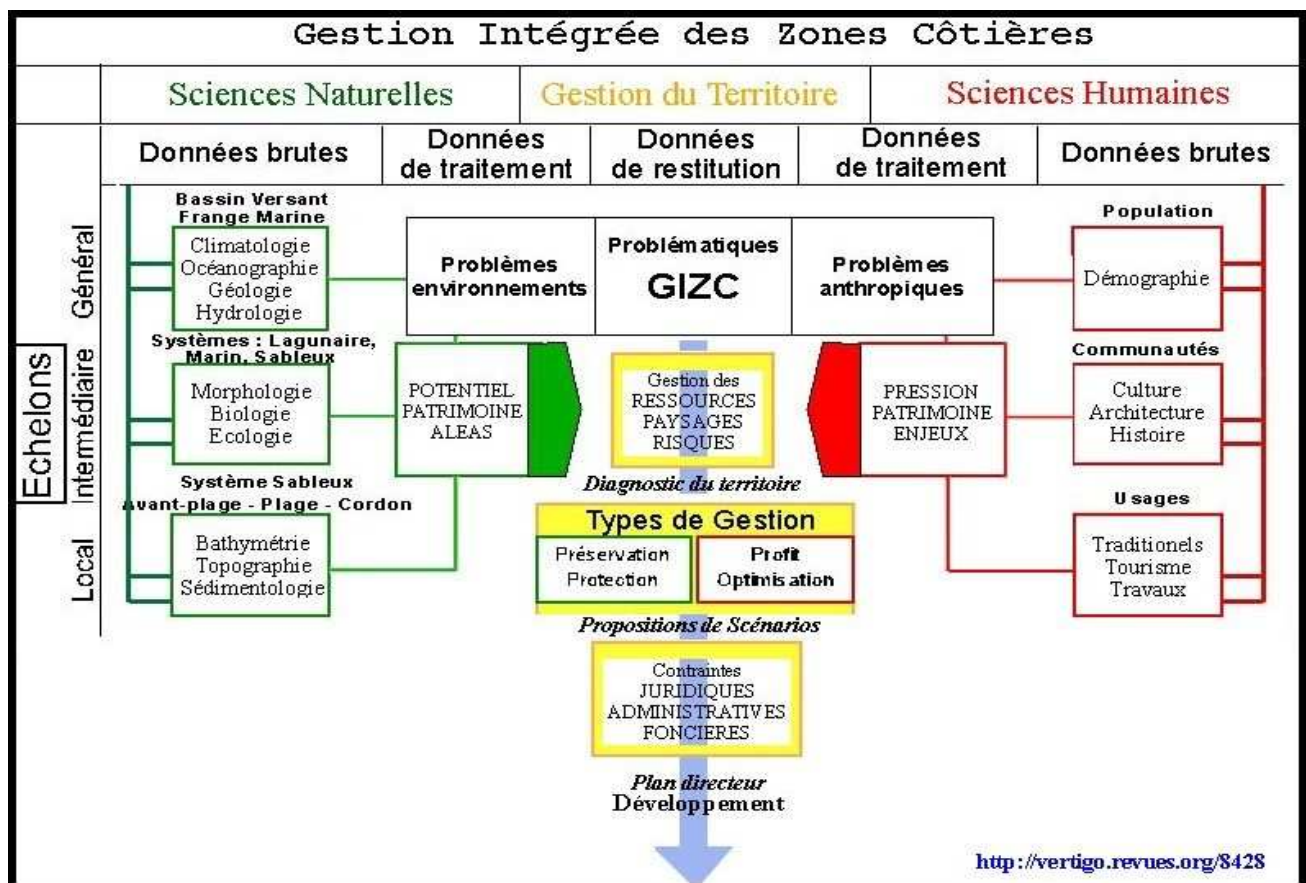 Gestion Intégrée des Zones Côtières
Sciences Naturelles
Gestion du Territoire
Sciences Humaines
Données brutes
Données
de traitement
Données
de restitution
Données
de traitement
Données brutes
Echelons
Général
Intermédiaire
Local
Bassin Versant
Frange Marine
Climatologie
Océanographie
Géologie
Hydrologie
Systèmes : Lagunaire,
Marin, Sableux
Morphologie
Biologie
Ecologie
Système Sableux
Avant-plage - Plage - Cordon
Bathymétrie
Topographie
Sédimentologie
Problèmes
environnements
POTENTIEL
PATRIMOINE
ALEAS
Problématiques
GIZC
Gestion des
RESSOURCES
PAYSAGES
RISQUES
Diagnostic du territoire
Types de Gestion
Préservation
Protection
Profit
Optimisation
Propositions de Scénarios
Contraintes
JURIDIQUES
ADMINISTRATIVES
FONCIERES
Plan directeur
Développement
Problèmes
anthropiques
PRESSION
PATRIMOINE
ENJEUX
Population
Démographie
Communautés
Culture
Architecture
Histoire
Usages
Traditionels
Tourisme
Travaux
http://vertigo.revues.org/8428